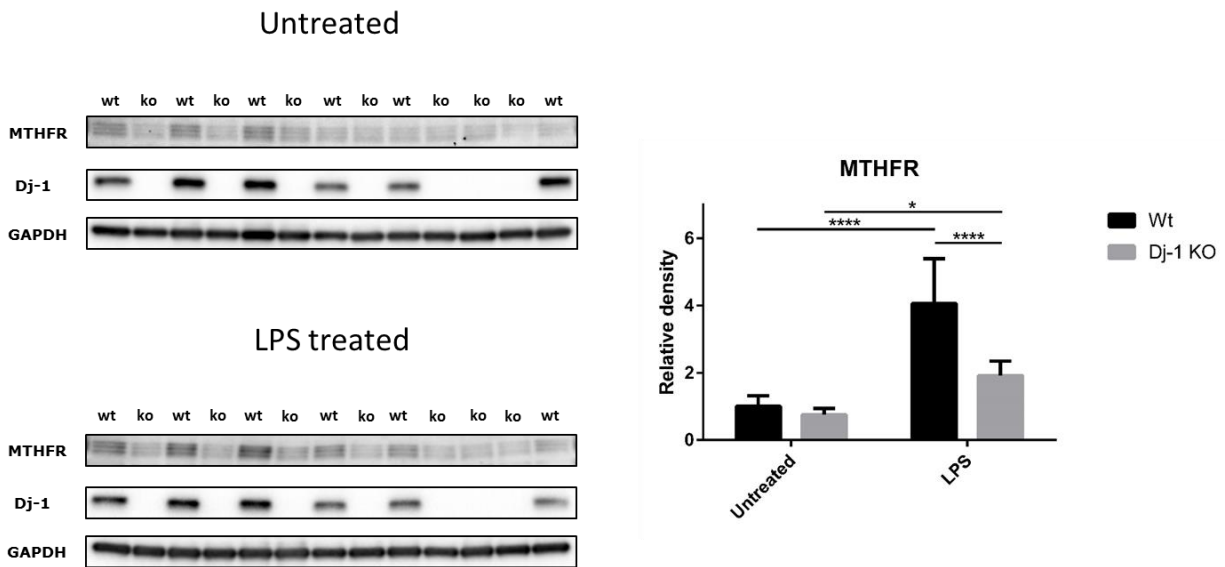 Untreated
wt ko wt ko wt ko wt wt ko ko ko wt
MTHFR
Dj-1
GAPDH
LPS treated
wt ko wt ko wt ko wt ko wt ko ko ko wt
MTHFR
Dj-1
GAPDH
MTHFR
*
****
****
Wt
Dj-1 KO
Relative density
6
4
2
0
Untreated
LPS